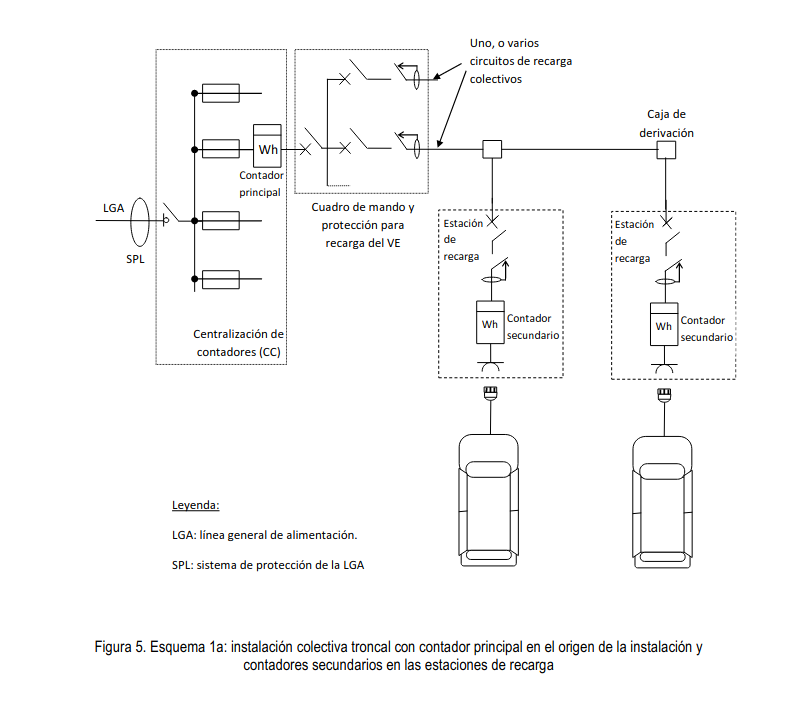 Uno, o varios
circuitos de recarga
colectivos
Caja de
derivación
Wh
Contador
principal
LGA
SPL
Cuadro de mando y
protección para
recarga del VE
Estación
de
recarga
Estación
de
recarga
Wh
Contador
secundario
Wh
Contador
secundario
Centralización de
contadores (CC)
Leyenda:
LGA: línea general de alimentación.
SPL: sistema de protección de la LGA
Figura 5. Esquema 1a: instalación colectiva troncal con contador principal en el origen de la instalación y
contadores secundarios en las estaciones de recarga